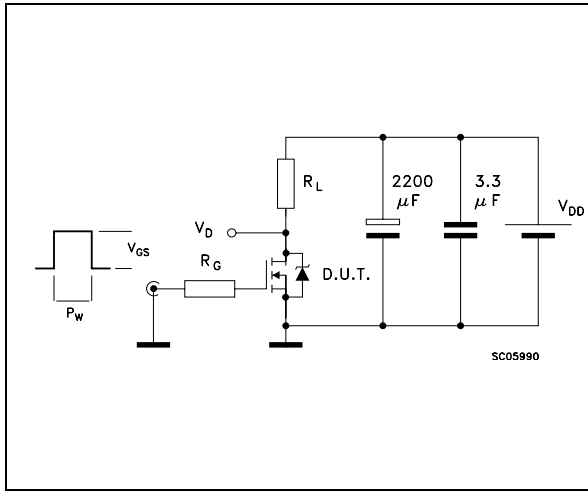 R_L
2200
μF
3.3
μF
V_DD
V_D
V_GS
R_G
D.U.T.
P_W
SC05990